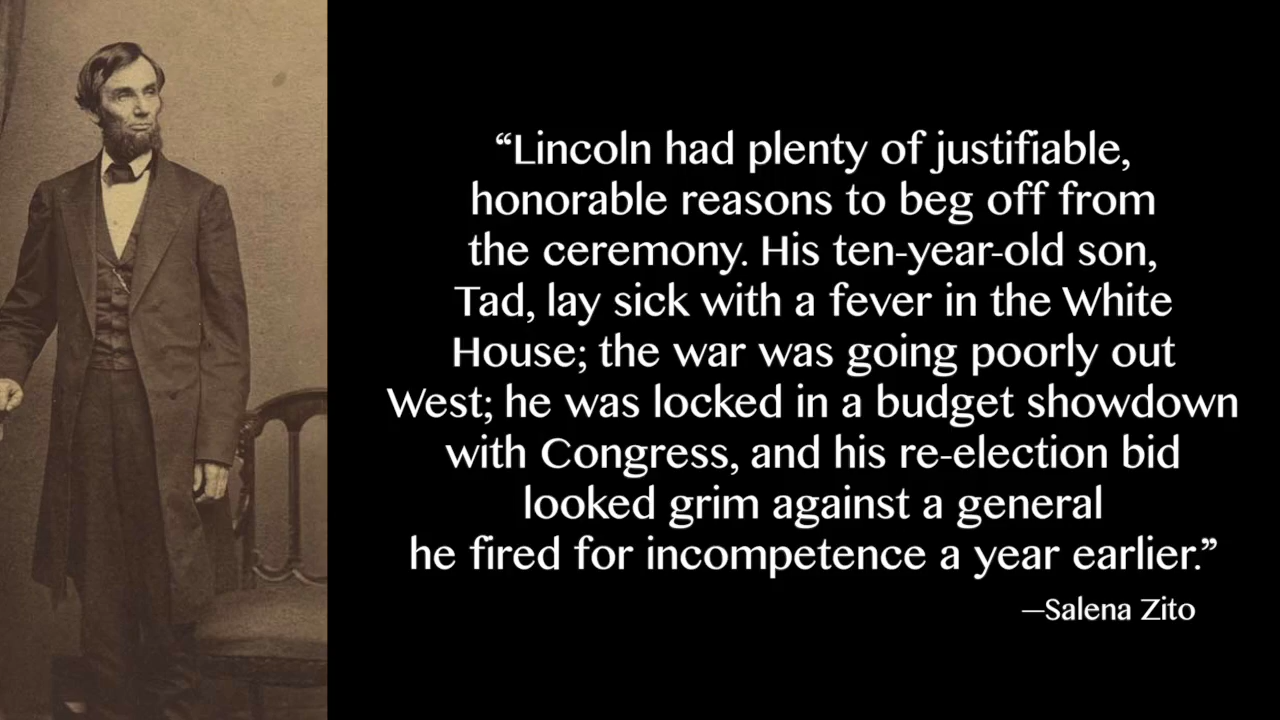 “Lincoln had plenty of justifiable,
honorable reasons to beg off from
the ceremony. His ten-year-old son,
Tad, lay sick with a fever in the White
House; the war was going poorly out
West; he was locked in a budget showdown
with Congress, and his re-election bid
looked grim against a general
he fired for incompetence a year earlier.”
—Salena Zito